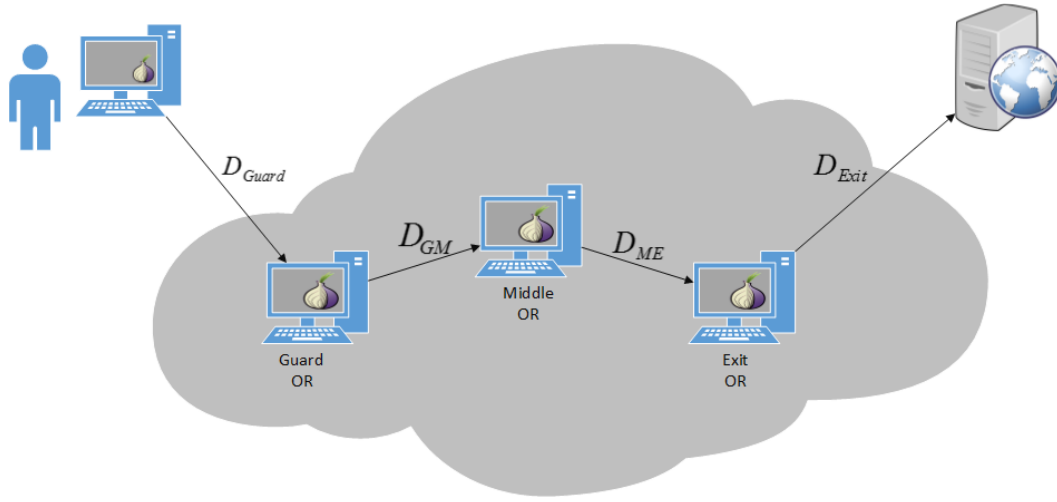 D_Guard
D_Exit
D_GM
D_ME
Middle
OR
Guard
OR
Exit
OR